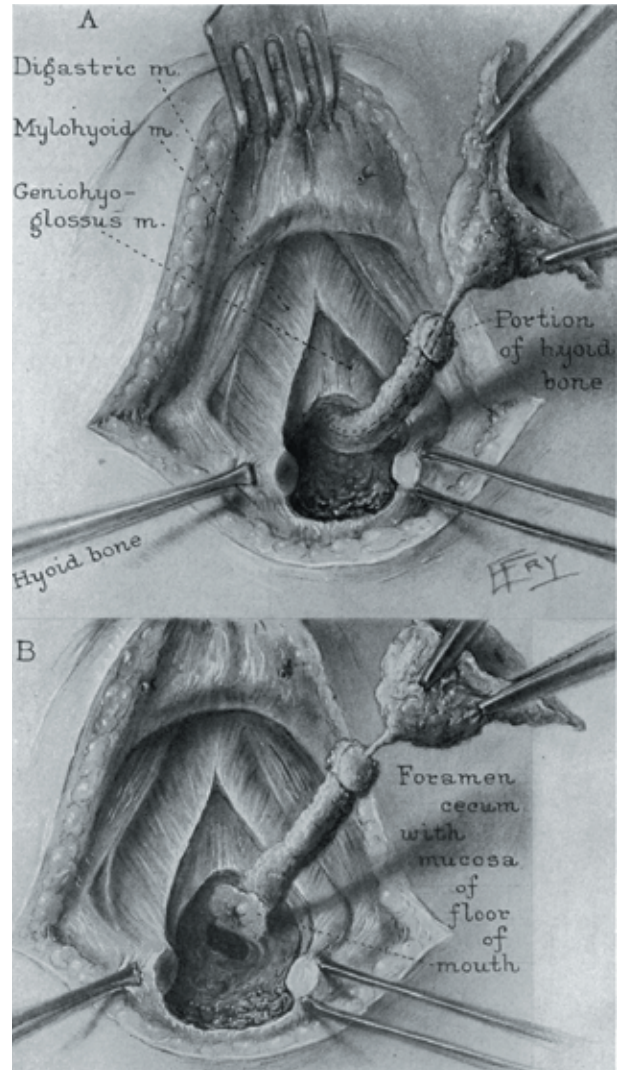 A
Digastric m.
Mylohyoid m.
Geniohyo-
glossus m.
Portion
of hyoid
bone
Hyoid bone
FRY
B
Foramen
cecum
with
mucosa
of
floor
of
mouth